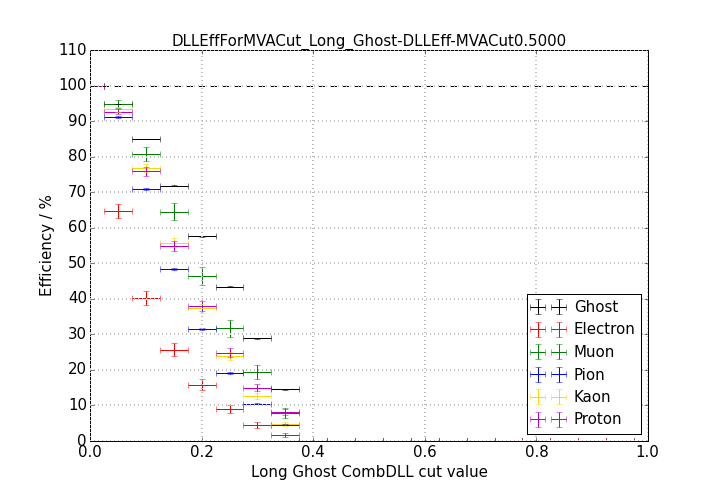 DLLEffForMVACut_Long_Ghost-DLLEff-MVACut0.5000
110
100
90
80
70
60
50
40
30
20
10
0
Efficiency / %
Ghost
Electron
Muon
Pion
Kaon
Proton
0.0 0.2 0.4 0.6 0.8 1.0
Long Ghost CombDLL cut value